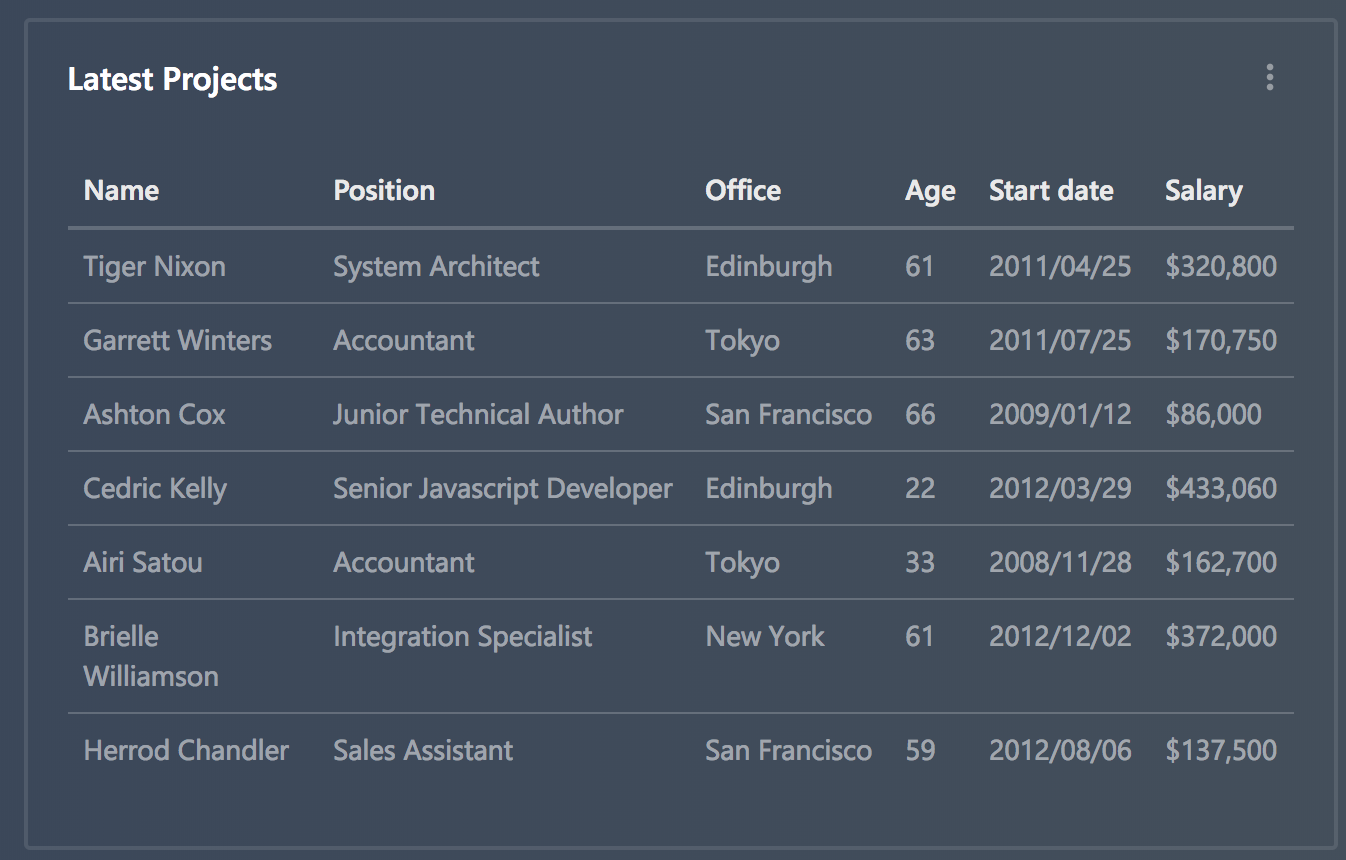 Latest Projects
Name Position Office Age Start date Salary
Tiger Nixon System Architect Edinburgh 61 2011/04/25 $320,800
Garrett Winters Accountant Tokyo 63 2011/07/25 $170,750
Ashton Cox Junior Technical Author San Francisco 66 2009/01/12 $86,000
Cedric Kelly Senior Javascript Developer Edinburgh 22 2012/03/29 $433,060
Airi Satou Accountant Tokyo 33 2008/11/28 $162,700
Brielle Integration Specialist New York 61 2012/12/02 $372,000
Williamson
Herrod Chandler Sales Assistant San Francisco 59 2012/08/06 $137,500